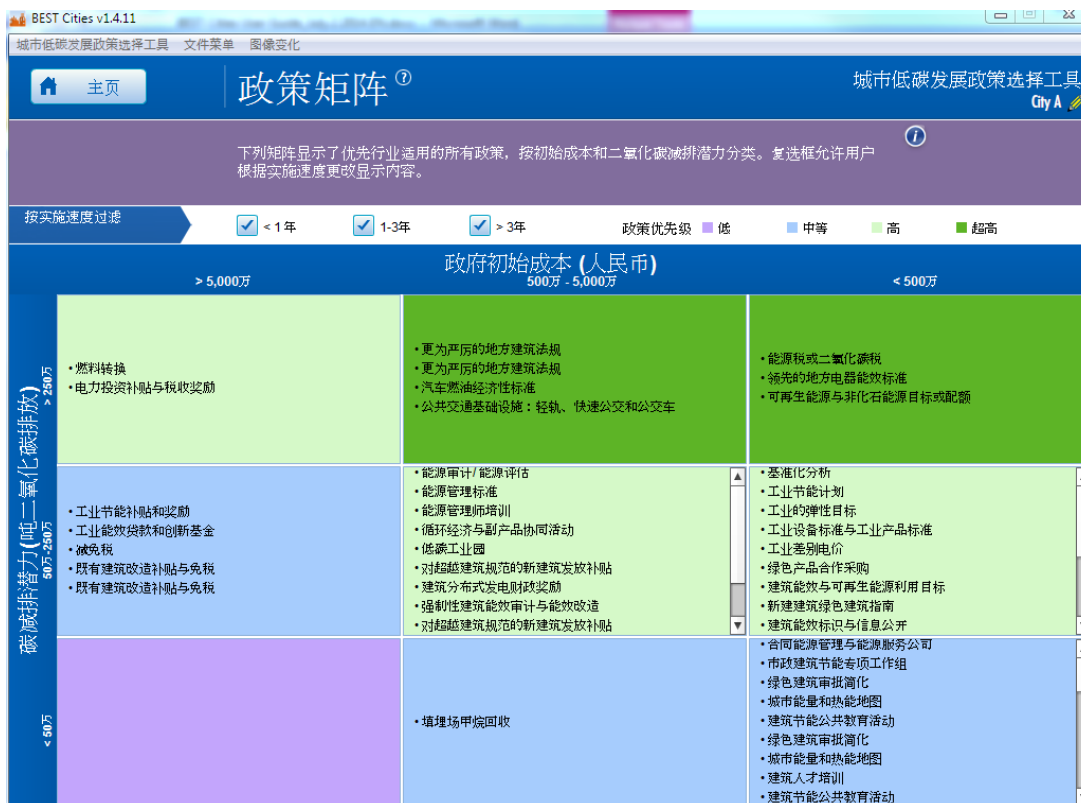 BEST Cities v1.4.11
城市低碳发展政策选择工具 文件菜单 图像变化
主页
政策矩阵
?
城市低碳发展政策选择工具
City A
下列矩阵显示了优先行业适用的所有政策，按初始成本和二氧化碳减排潜力分类。复选框允许用户
根据实施速度更改显示内容。
按实施速度过滤
< 1年
1-3年
> 3年
政策优先级
低
中等
高
超高
政府初始成本 (人民币)
> 5,000万
500万 - 5,000万
< 500万
碳减排潜力(吨二氧化碳排放)
> 250万
•燃料转换
•电力投资补贴与税收奖励
•更为严厉的地方建筑法规
•更为严厉的地方建筑法规
•汽车燃油经济性标准
•公共交通基础设施：轻轨、快速公交和公交车
•能源税或二氧化碳税
•领先的地方电器能效标准
•可再生能源与非化石能源目标或配额
50万-250万
•工业节能补贴和奖励
•工业能效贷款和创新基金
•减免税
•既有建筑改造补贴与免税
•既有建筑改造补贴与免税
•能源审计/能源评估
•能源管理标准
•能源管理师培训
•循环经济与副产品协同活动
•低碳工业园
•对超越建筑规范的新建筑发放补贴
•建筑分布式发电财政奖励
•强制性建筑能效审计与能效改造
•对超越建筑规范的新建筑发放补贴
•基准化分析
•工业节能计划
•工业的弹性目标
•工业设备标准与工业产品标准
•工业差别电价
•绿色产品合作采购
•建筑能效与可再生能源利用目标
•新建建筑绿色建筑指南
•建筑能效标识与信息公开
< 50万
•填埋场甲烷回收
•合同能源管理与能源服务公司
•市政建筑节能专项工作组
•绿色建筑审批简化
•城市能量和热能地图
•建筑节能公共教育活动
•绿色建筑审批简化
•城市能量和热能地图
•建筑人才培训
•建筑节能公共教育活动